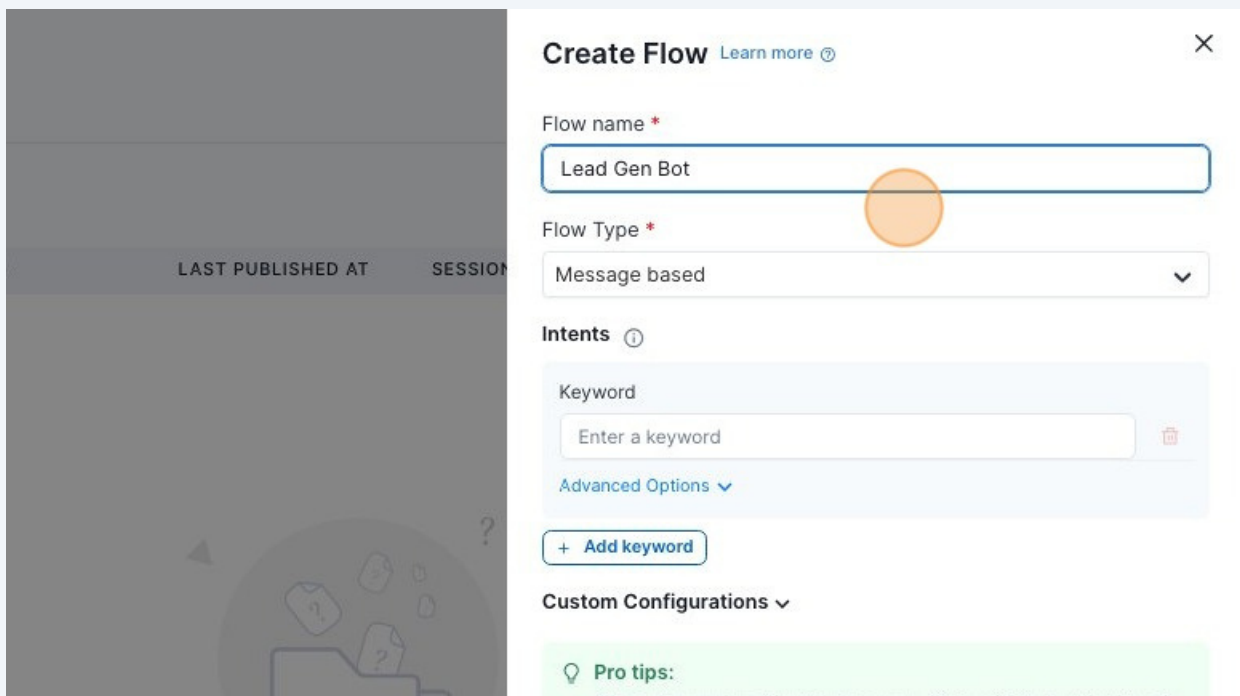 Create Flow Learn more
Flow name *
Lead Gen Bot
Flow Type *
LAST PUBLISHED AT SESSION
Message based
Intents
Keyword
Enter a keyword
Advanced Options
+ Add keyword
Custom Configurations
Pro tips: